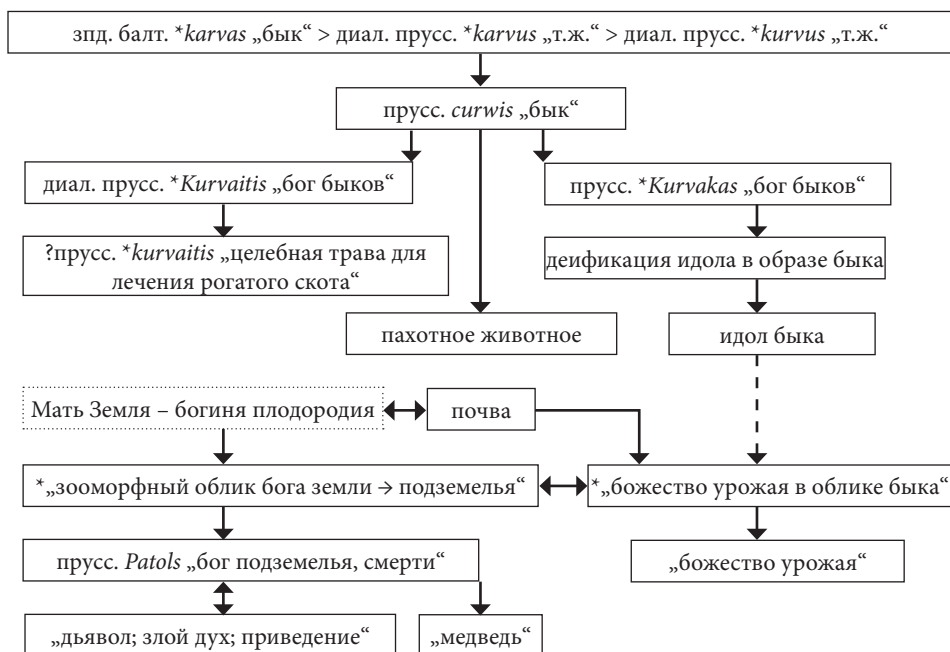 зпд. балт. *karvas „бык“ > диал. прусс. *karvus „т.ж.“ > диал. прусс. *kurvus „т.ж.“
прусс. curwis „бык“
диал. прусс. *Kurvaitis „бог быков“
прусс. *Kurvakas „бог быков“
?прусс. *kurvaitis „целебная трава для
лечения рогатого скота“
деификация идола в образе быка
пахотное животное
идол быка
Мать Земля – богиня плодородия
почва
*„зооморфный облик бога земли → подземелья“
*„божество урожая в облике быка“
прусс. Patols „бог подземелья, смерти“
„божество урожая“
„дьявол; злой дух; приведение“
„медведь“